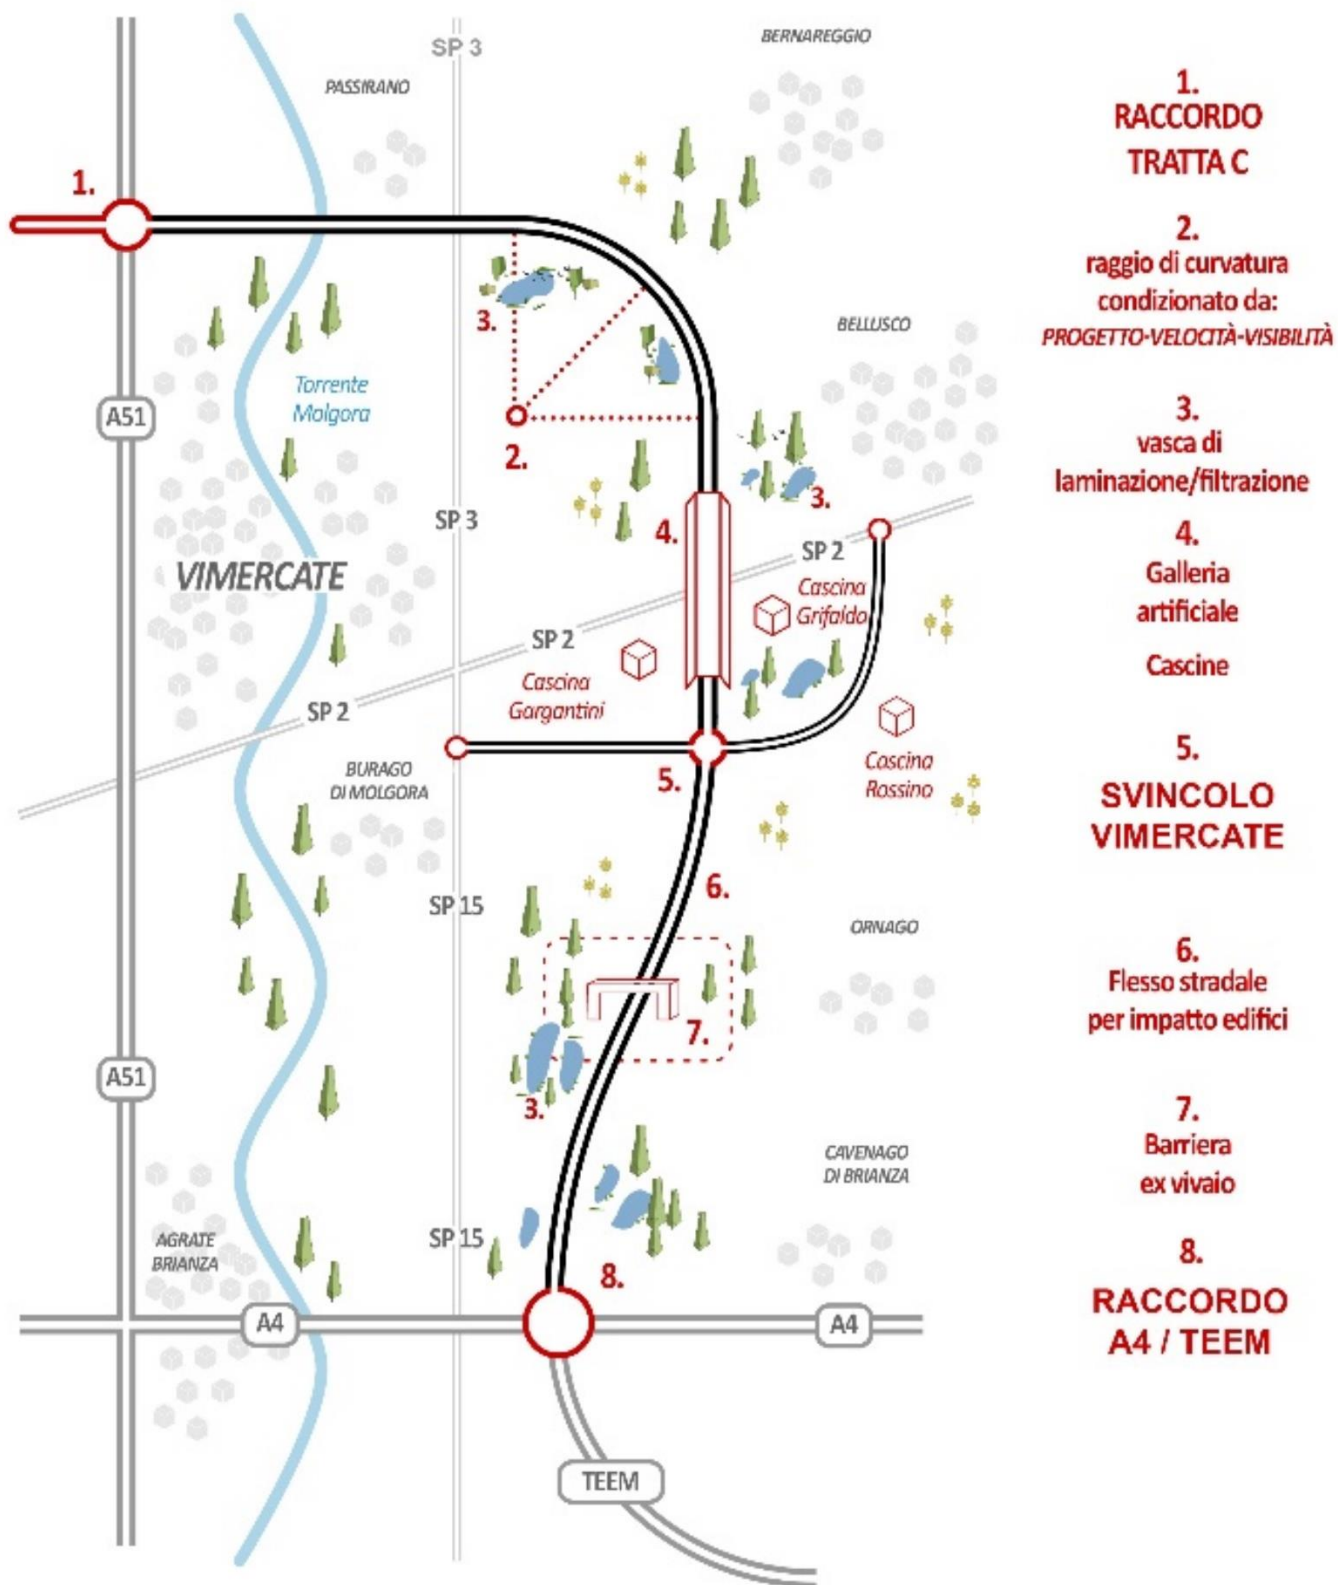 SP 3
BERNAREGGIO
PASSIRANO
1.
3.
BELLUSCO
Torrente
Molgora
A51
2.
3.
SP 3
4.
SP 2
VIMERCATE
Cascina
Grifaldo
SP 2
Cascina
Gargantini
SP 2
BURAGO
DI MOLGORA
5.
Cascina
Rossino
6.
SP 15
ORNAGO
7.
A51
3.
CAVENAGO
DI BRIANZA
SP 15
AGRATE
BRIANZA
8.
A4
A4
TEEM
1.
RACCORDO
TRATTA C
2.
raggio di curvatura
condizionato da:
PROGETTO-VELOCITÀ-VISIBILITÀ
3.
vasca di
laminazione/filtrazione
4.
Galleria
artificiale
Cascine
5.
SVINCOLO
VIMERCATE
6.
Flesso stradale
per impatto edifici
7.
Barriera
ex vivaio
8.
RACCORDO
A4 / TEEM